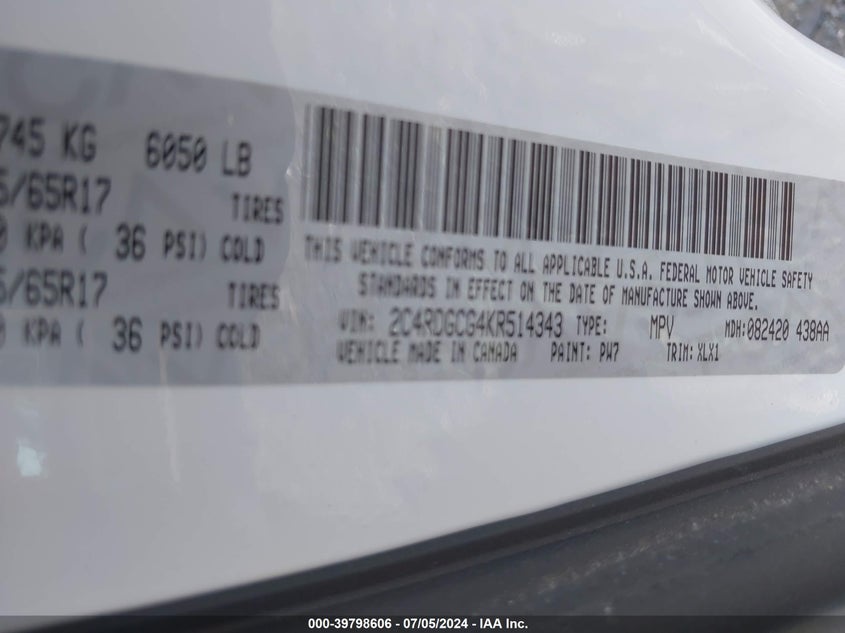 745 KG 6050 LB
5/65R17 TIRES
0 KPA ( 36 PSI) COLD
5/65R17 TIRES
0 KPA ( 36 PSI) COLD
THIS VEHICLE CONFORMS TO ALL APPLICABLE U.S.A. FEDERAL MOTOR VEHICLE SAFETY
STANDARDS IN EFFECT ON THE DATE OF MANUFACTURE SHOWN ABOVE.
VIN: 2C4RDGCG4KR514343 TYPE: MPV MDH:082420 438AA
VEHICLE MADE IN CANADA PAINT: PW7 TRIM: XLX1
000-39798606 - 07/05/2024 - IAA Inc.